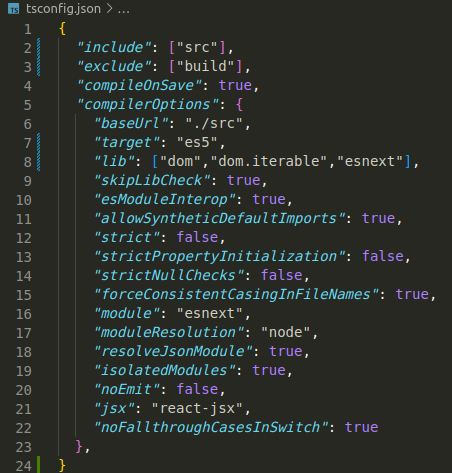 TS tsconfig.json > ...
1 {
2 "include": ["src"],
3 "exclude": ["build"],
4 "compileOnSave": true,
5 "compilerOptions": {
6 "baseUrl": "./src",
7 "target": "es5",
8 "lib": ["dom","dom.iterable","esnext"],
9 "skipLibCheck": true,
10 "esModuleInterop": true,
11 "allowSyntheticDefaultImports": true,
12 "strict": false,
13 "strictPropertyInitialization": false,
14 "strictNullChecks": false,
15 "forceConsistentCasingInFileNames": true,
16 "module": "esnext",
17 "moduleResolution": "node",
18 "resolveJsonModule": true,
19 "isolatedModules": true,
20 "noEmit": false,
21 "jsx": "react-jsx",
22 "noFallthroughCasesInSwitch": true
23 },
24 }